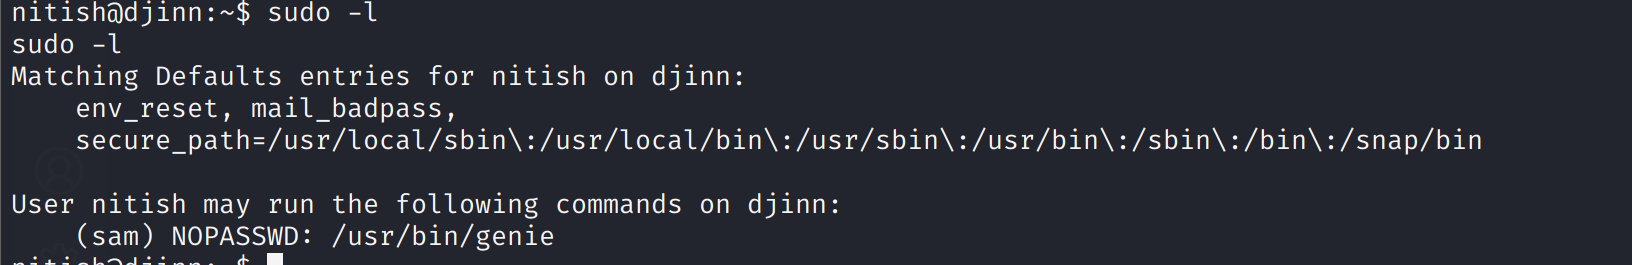 nitish@djinn:~$ sudo -l
sudo -l
Matching Defaults entries for nitish on djinn:
    env_reset, mail_badpass,
    secure_path=/usr/local/sbin\:/usr/local/bin\:/usr/sbin\:/usr/bin\:/sbin\:/bin\:/snap/bin

User nitish may run the following commands on djinn:
    (sam) NOPASSWD: /usr/bin/genie
nitish@djinn:~$